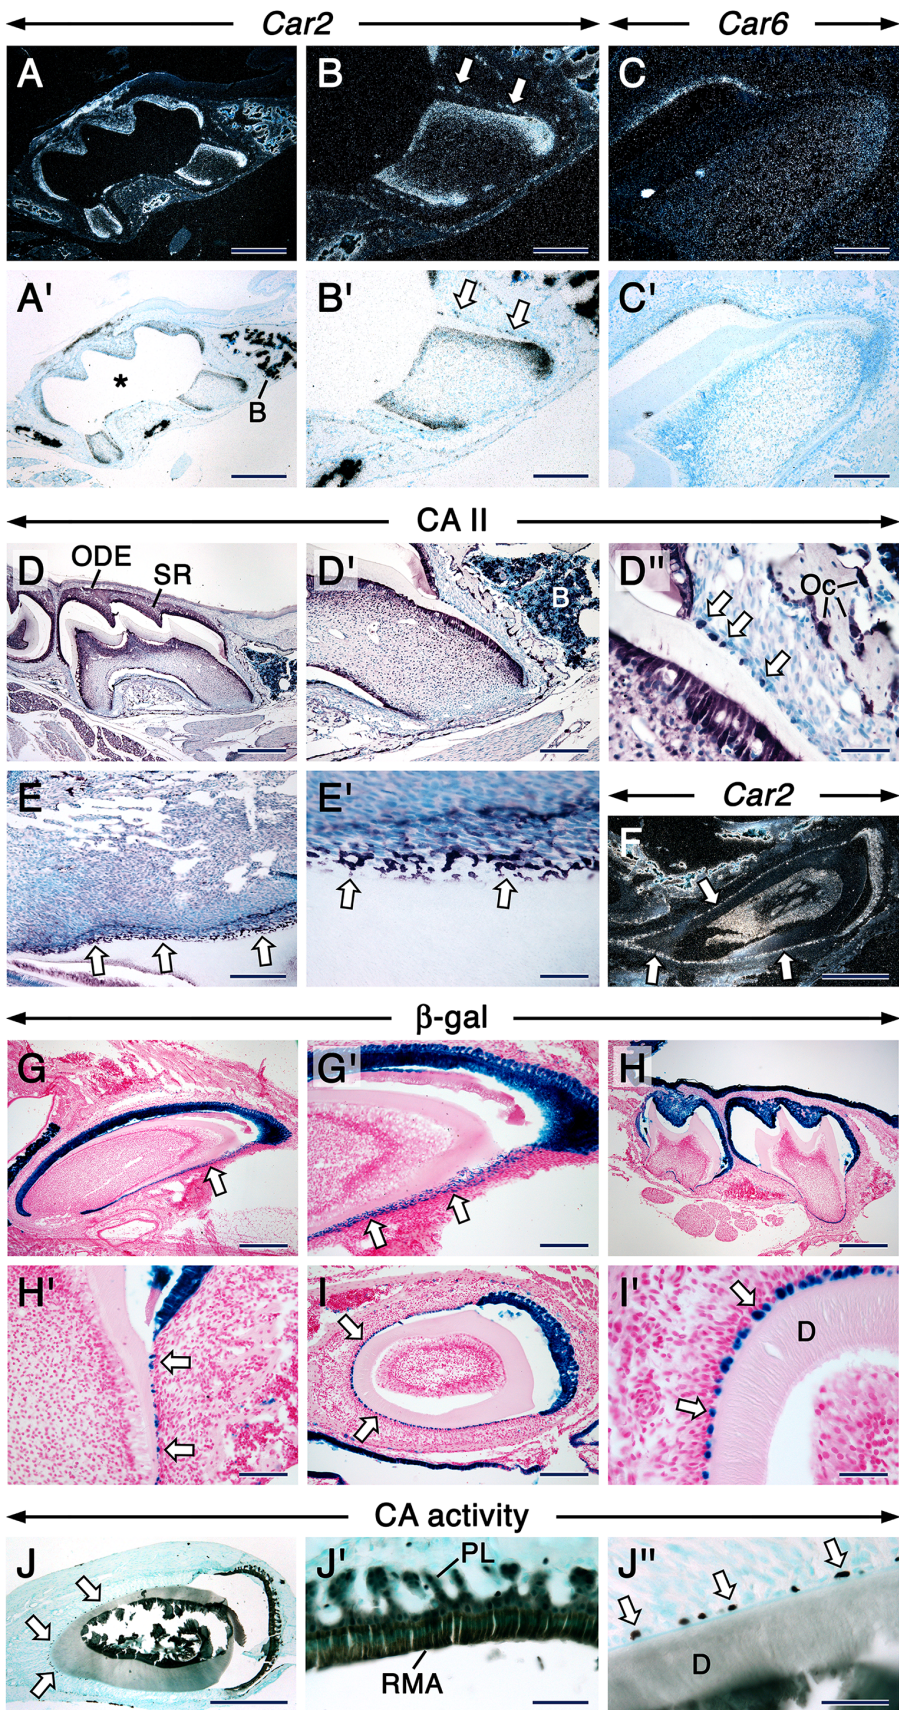 Car2 Car6
A B C
A' B' C'
*
B
CA II
D D' D"
ODE
SR
B
Oc
E E'
Car2
F
β-gal
G G' H
H' I I'
D
CA activity
J J' J"
PL
RMA
D